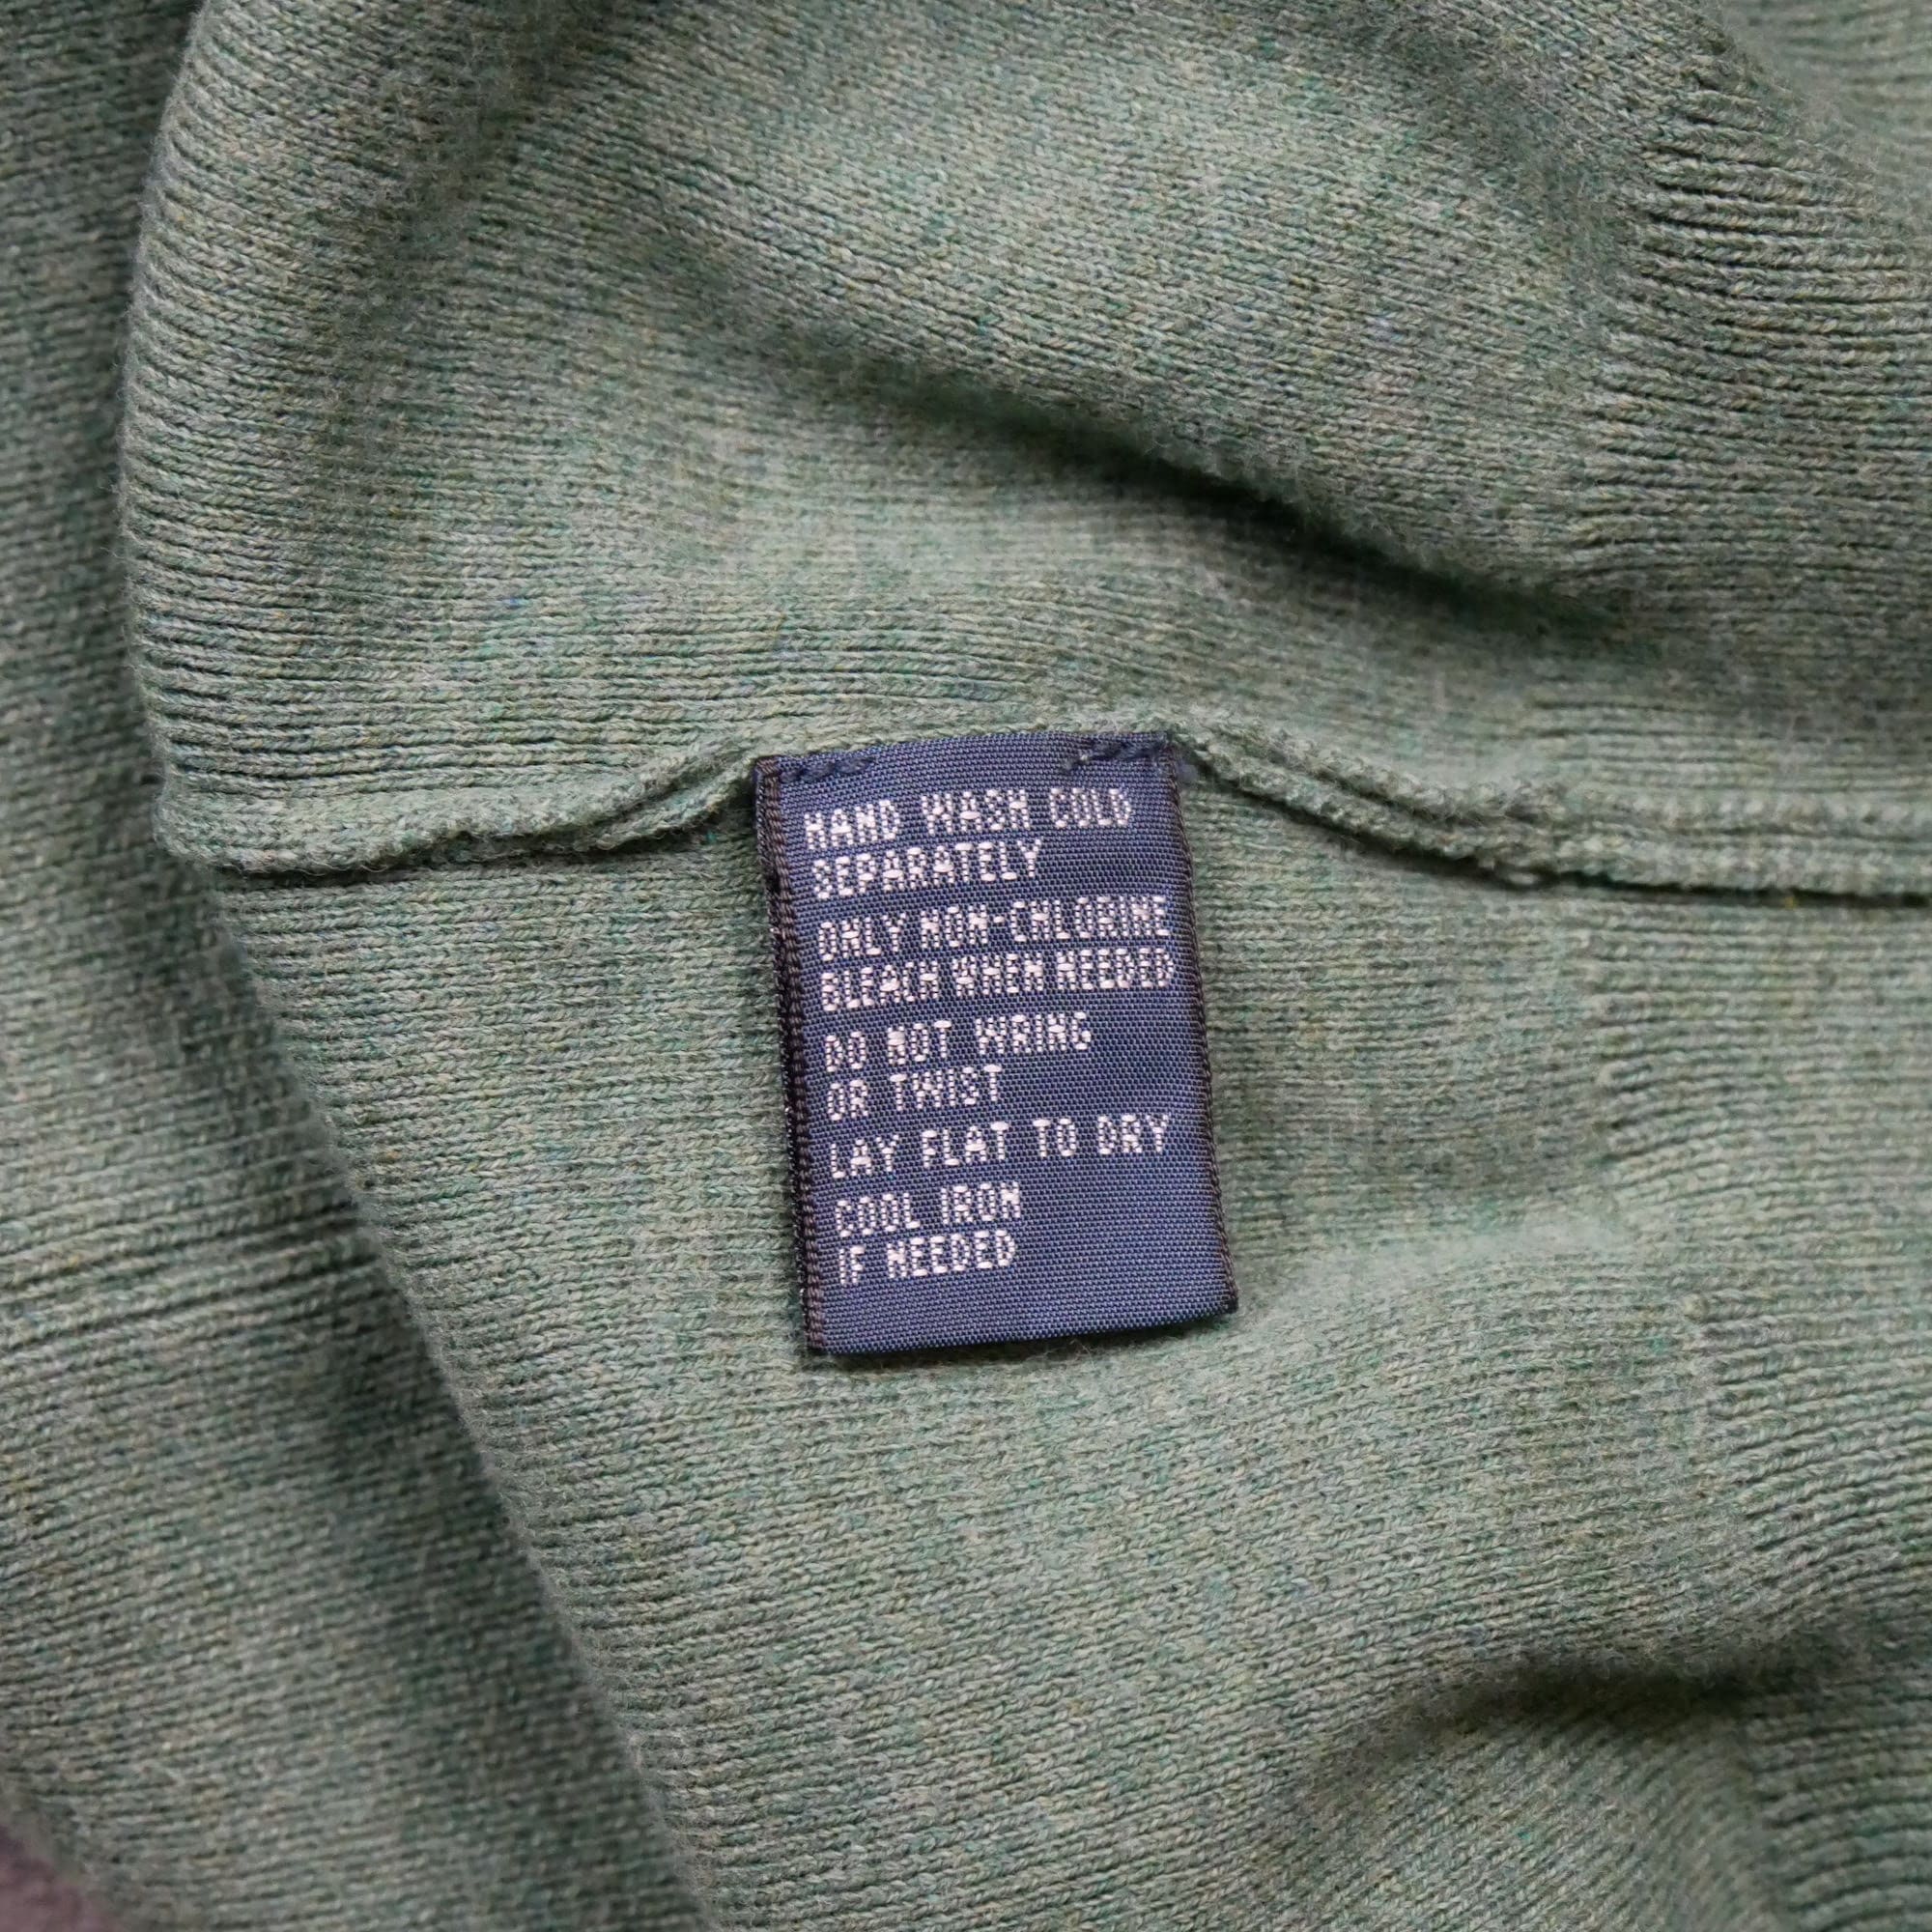 HAND WASH COLD
SEPARATELY
ONLY NON-CHLORINE
BLEACH WHEN NEEDED
DO NOT WRING
OR TWIST
LAY FLAT TO DRY
COOL IRON
IF NEEDED